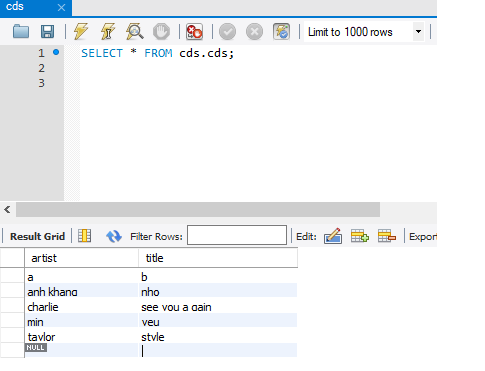 cds
Limit to 1000 rows
1 SELECT * FROM cds.cds;
2
3
Result Grid Filter Rows: Edit: Export
artist title
a b
anh khang nho
charlie see you a gain
min yeu
taylor style
NULL